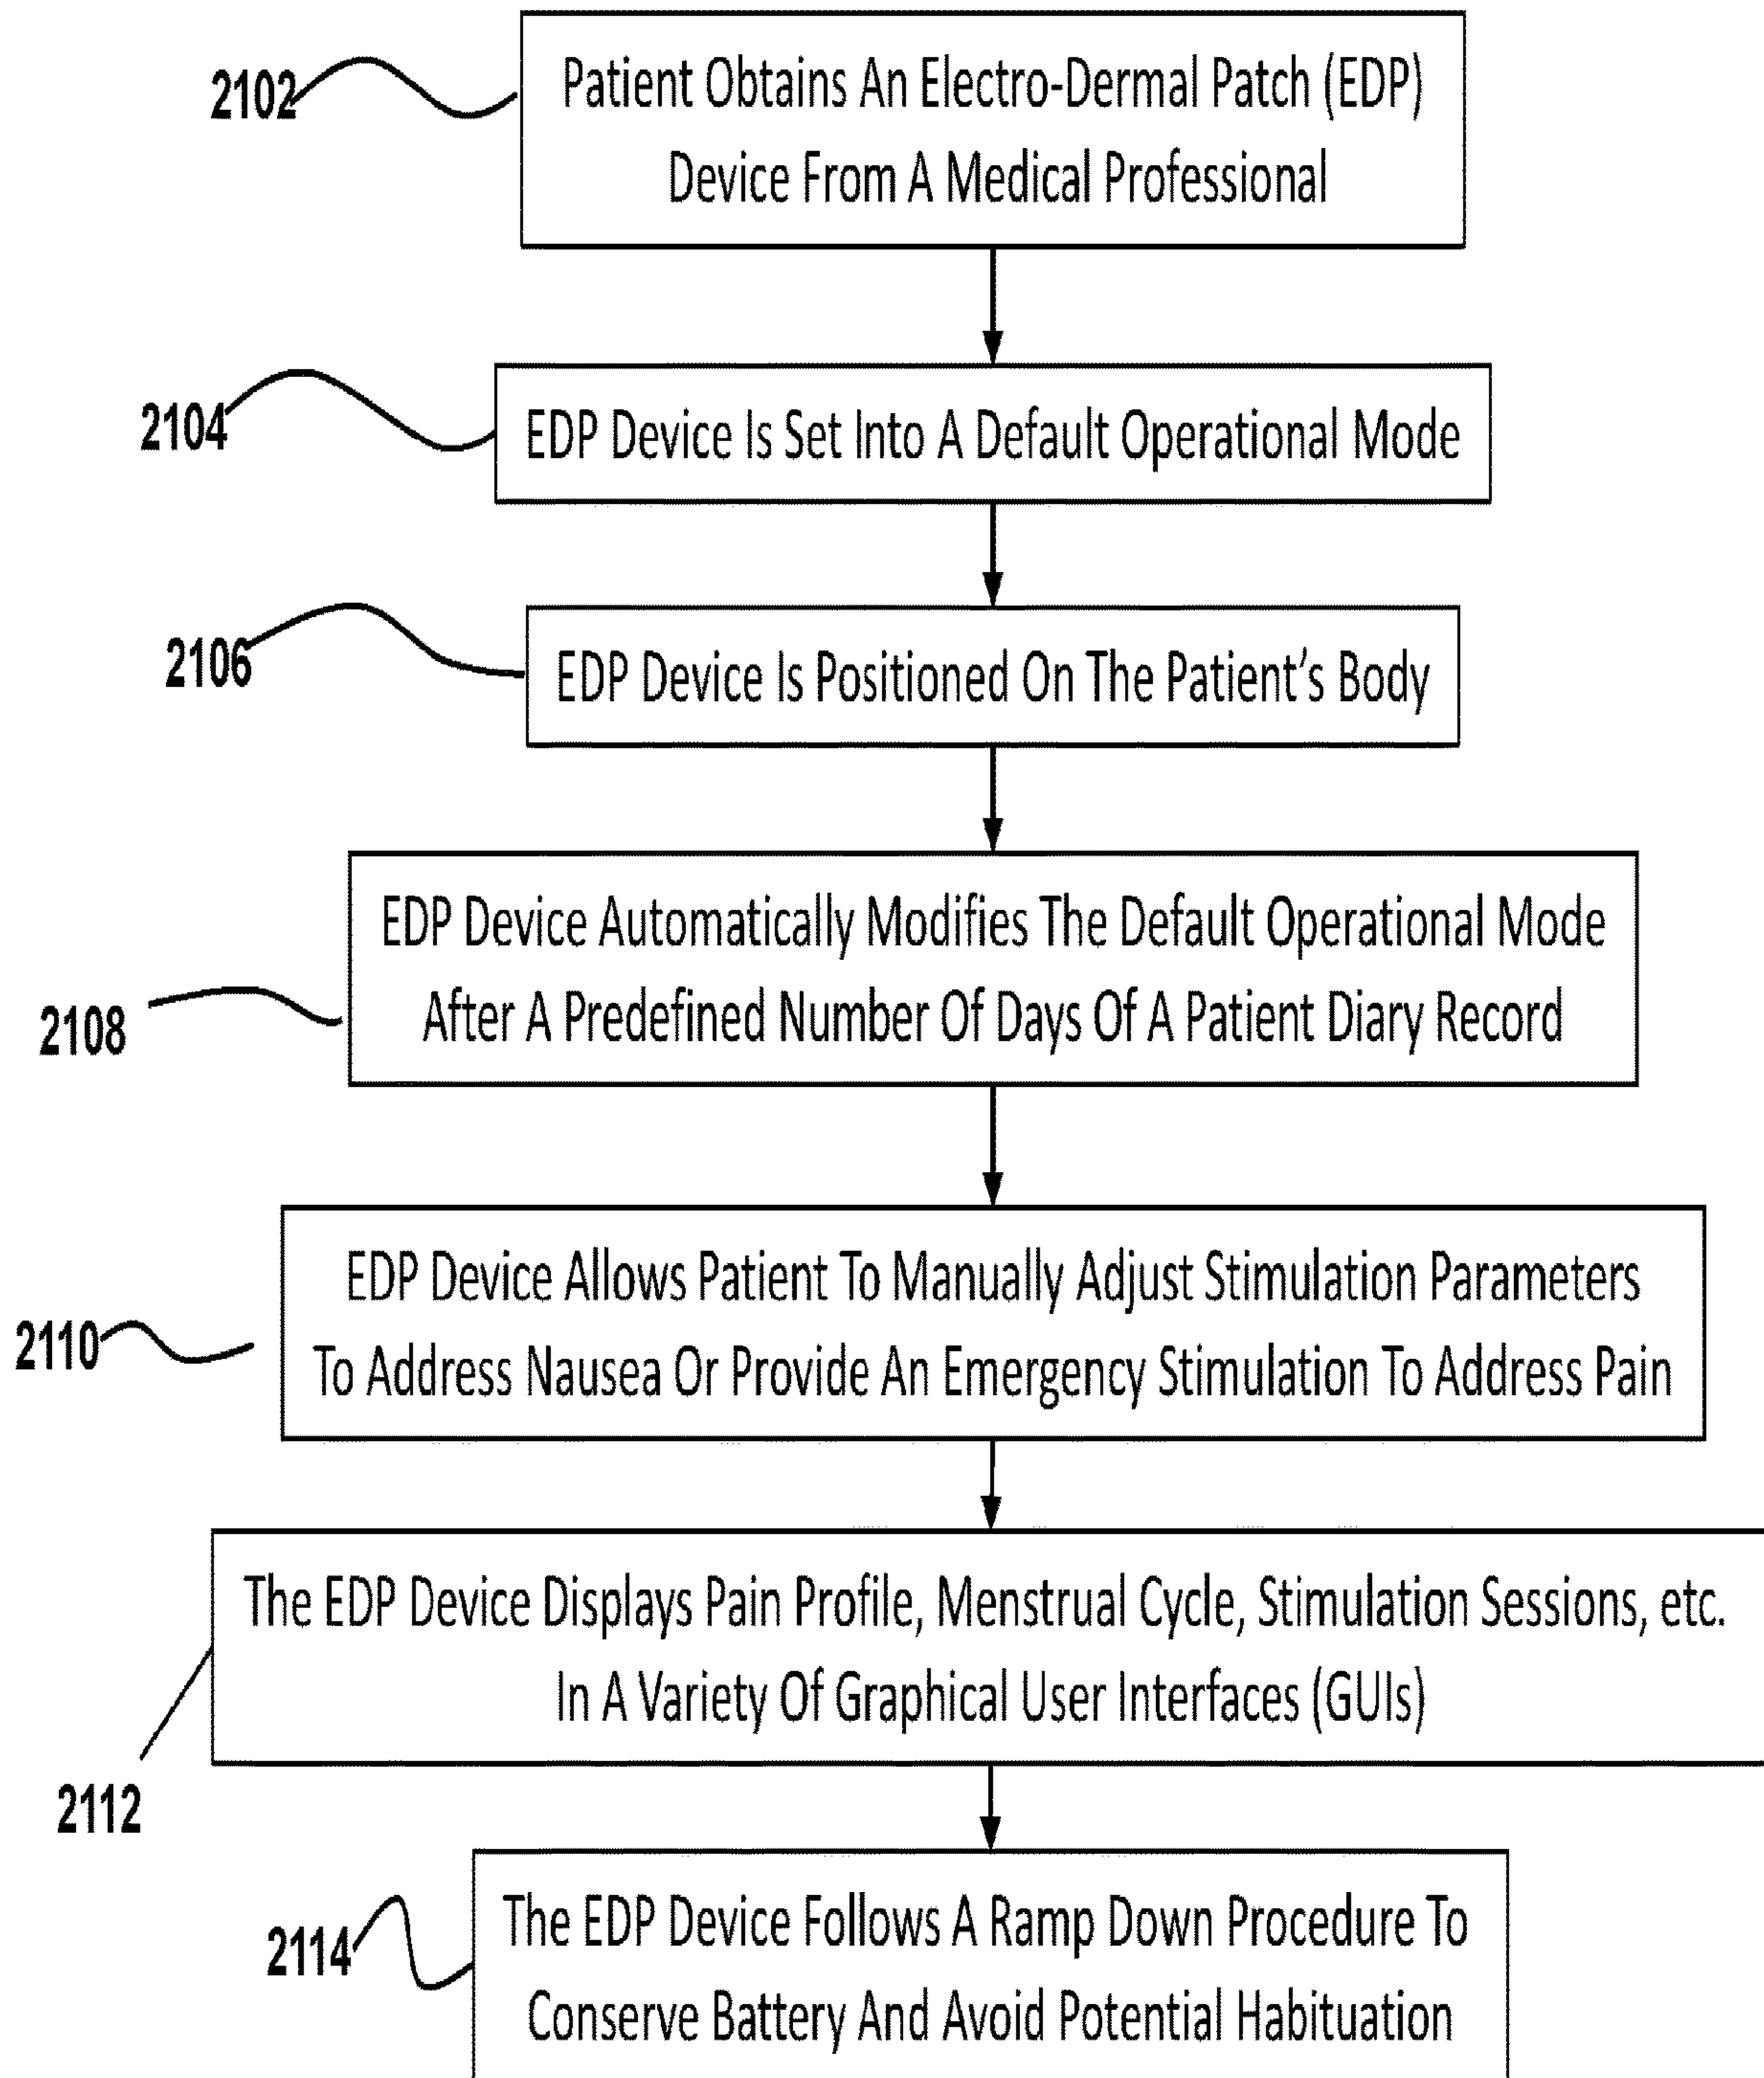 2102
Patient Obtains An Electro-Dermal Patch (EDP)
Device From A Medical Professional
2104
EDP Device Is Set Into A Default Operational Mode
2106
EDP Device Is Positioned On The Patient’s Body
2108
EDP Device Automatically Modifies The Default Operational Mode
After A Predefined Number Of Days Of A Patient Diary Record
2110
EDP Device Allows Patient To Manually Adjust Stimulation Parameters
To Address Nausea Or Provide An Emergency Stimulation To Address Pain
2112
The EDP Device Displays Pain Profile, Menstrual Cycle, Stimulation Sessions, etc.
In A Variety Of Graphical User Interfaces (GUIs)
2114
The EDP Device Follows A Ramp Down Procedure To
Conserve Battery And Avoid Potential Habituation